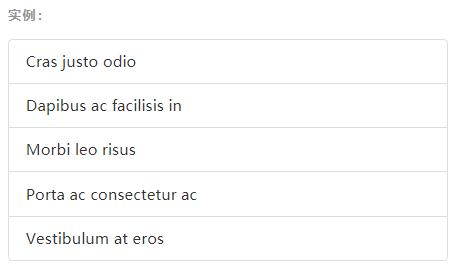 实例：
Cras justo odio
Dapibus ac facilisis in
Morbi leo risus
Porta ac consectetur ac
Vestibulum at eros